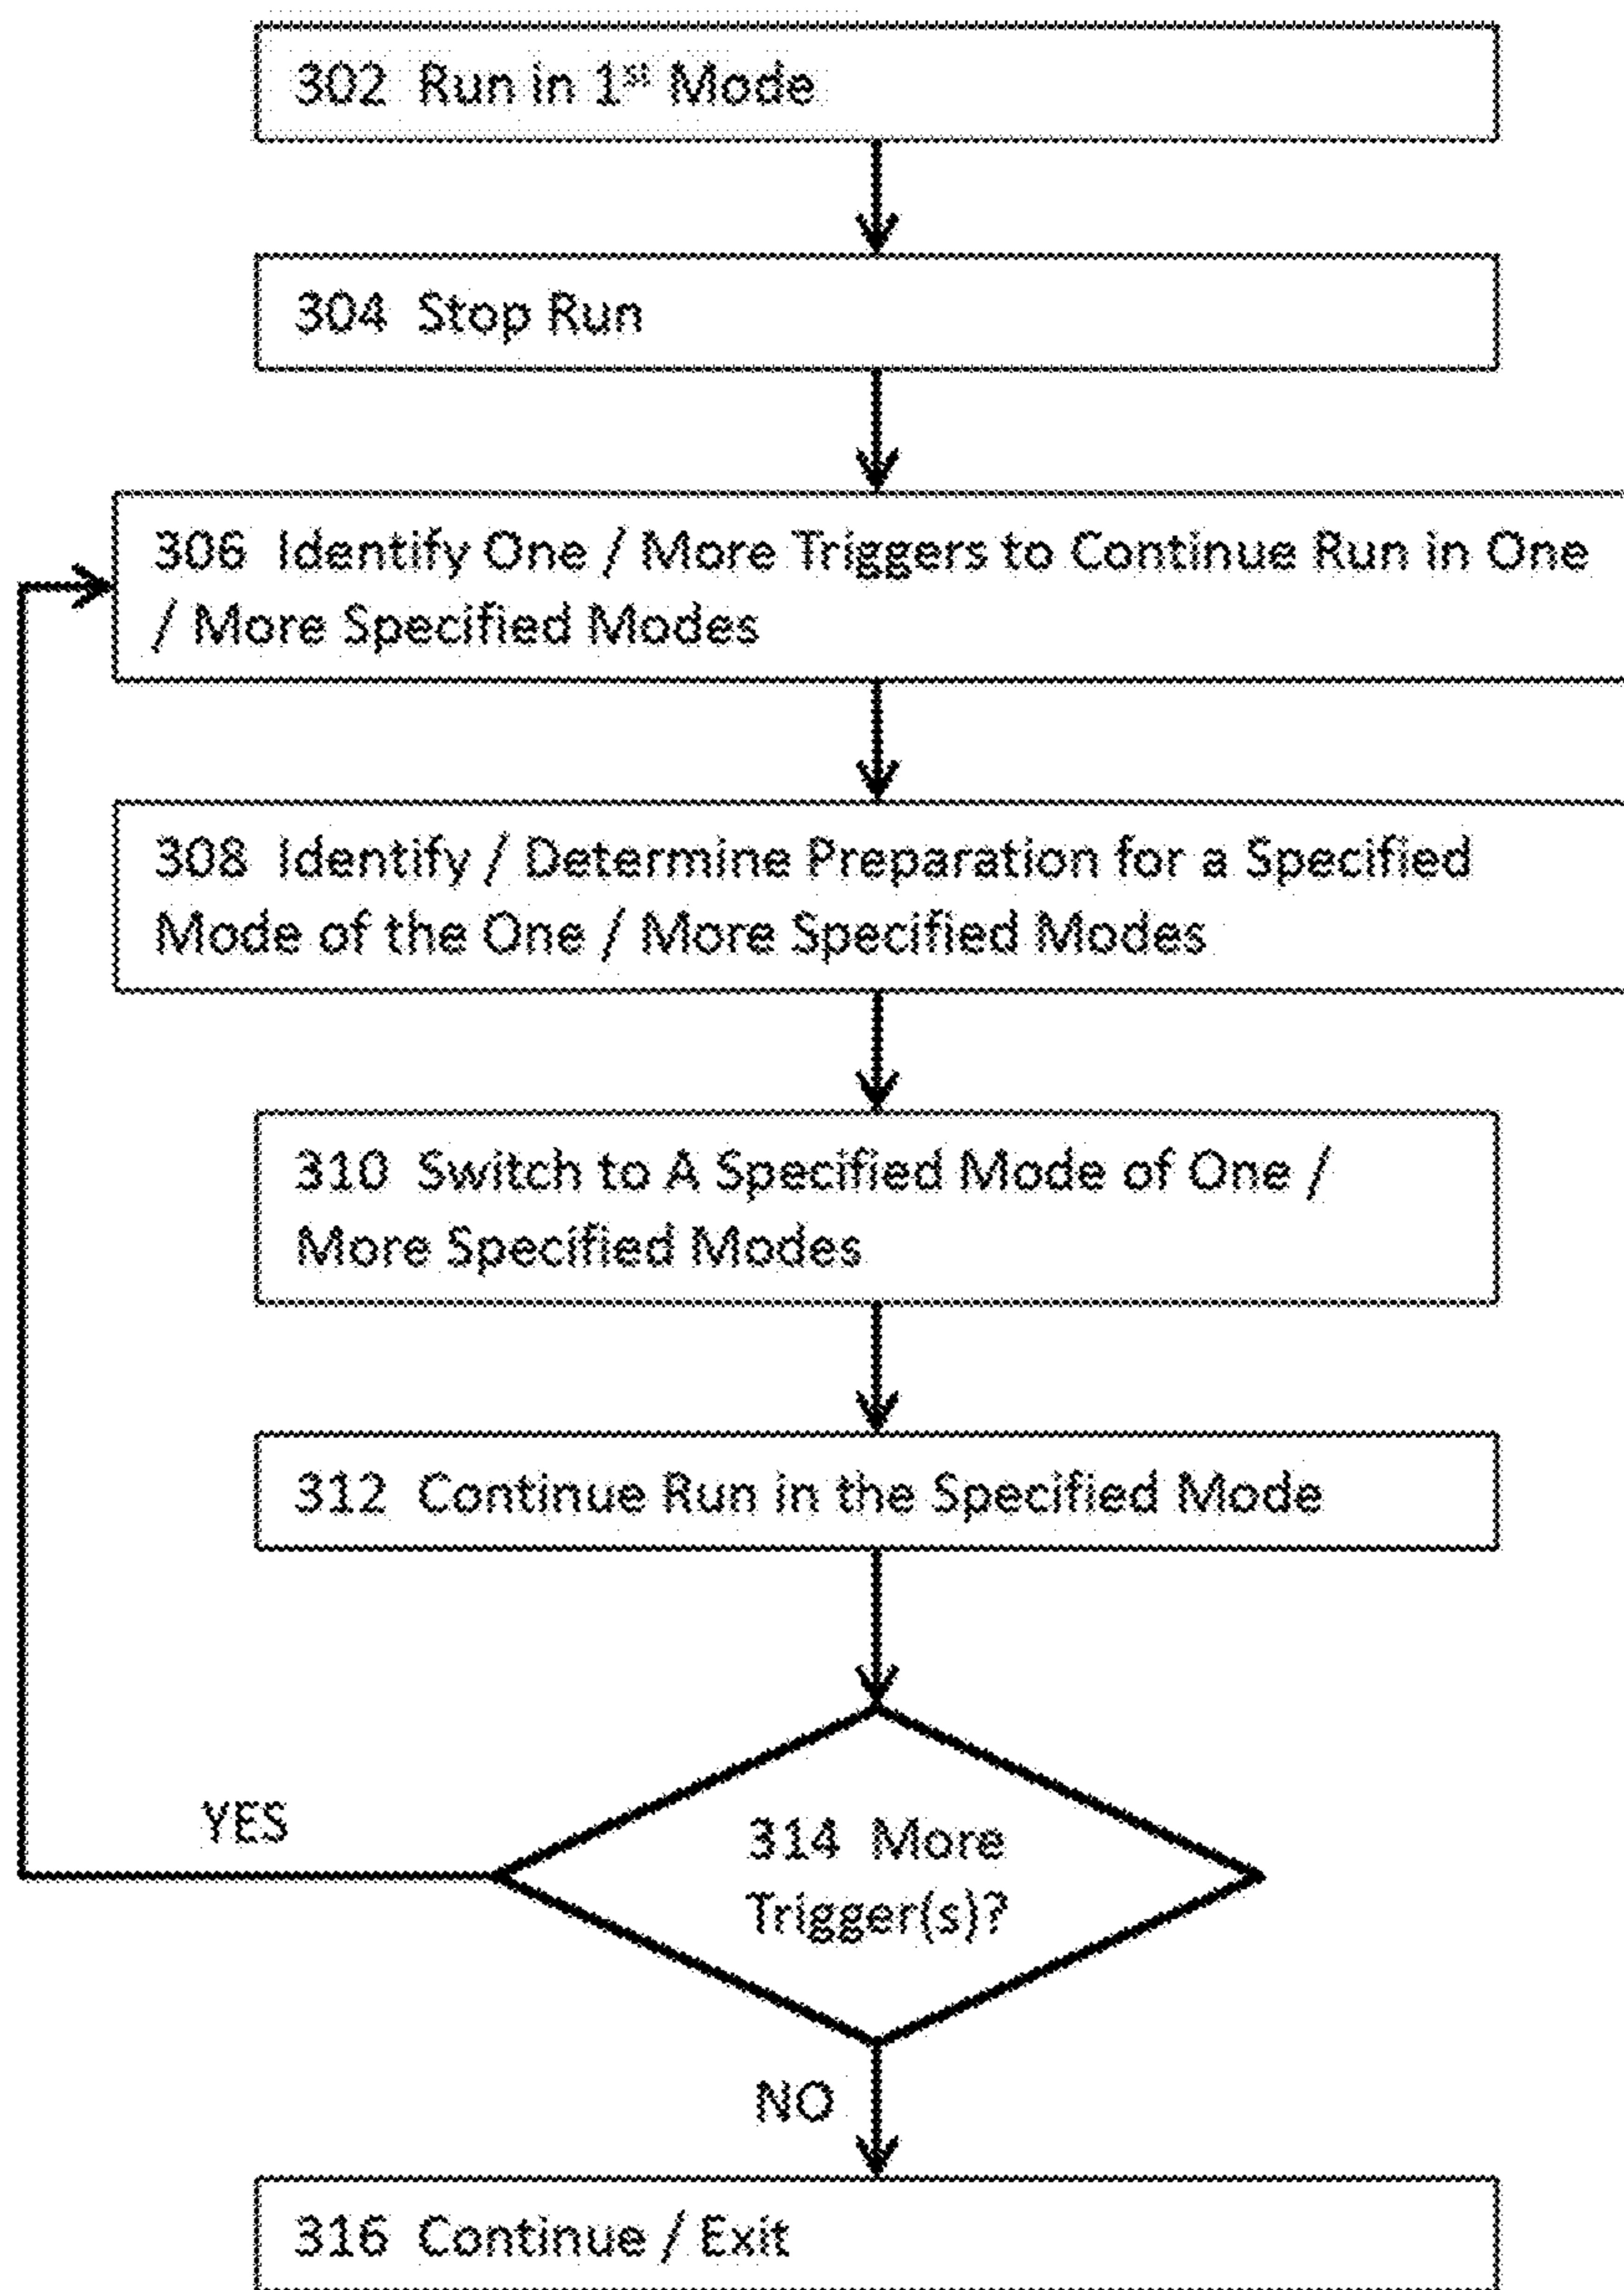 302 Run in 1st Mode
304 Stop Run
306 Identify One / More Triggers to Continue Run in One
/ More Specified Modes
308 Identify / Determine Preparation for a Specified
Mode of the One / More Specified Modes
310 Switch to A Specified Mode of One /
More Specified Modes
312 Continue Run in the Specified Mode
314 More
Trigger(s)?
YES
NO
316 Continue / Exit